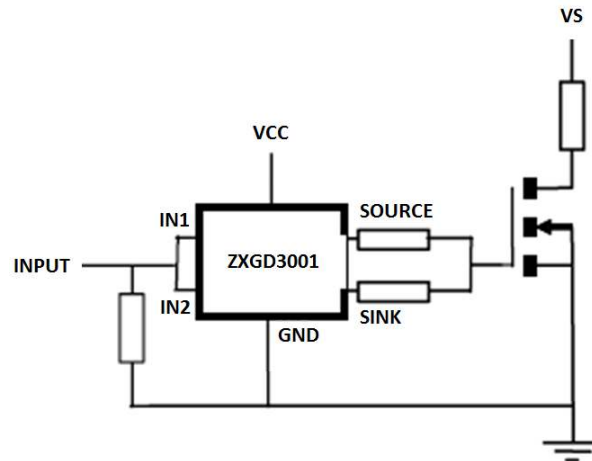 VS
VCC
IN1
SOURCE
INPUT
ZXGD3001
IN2
SINK
GND